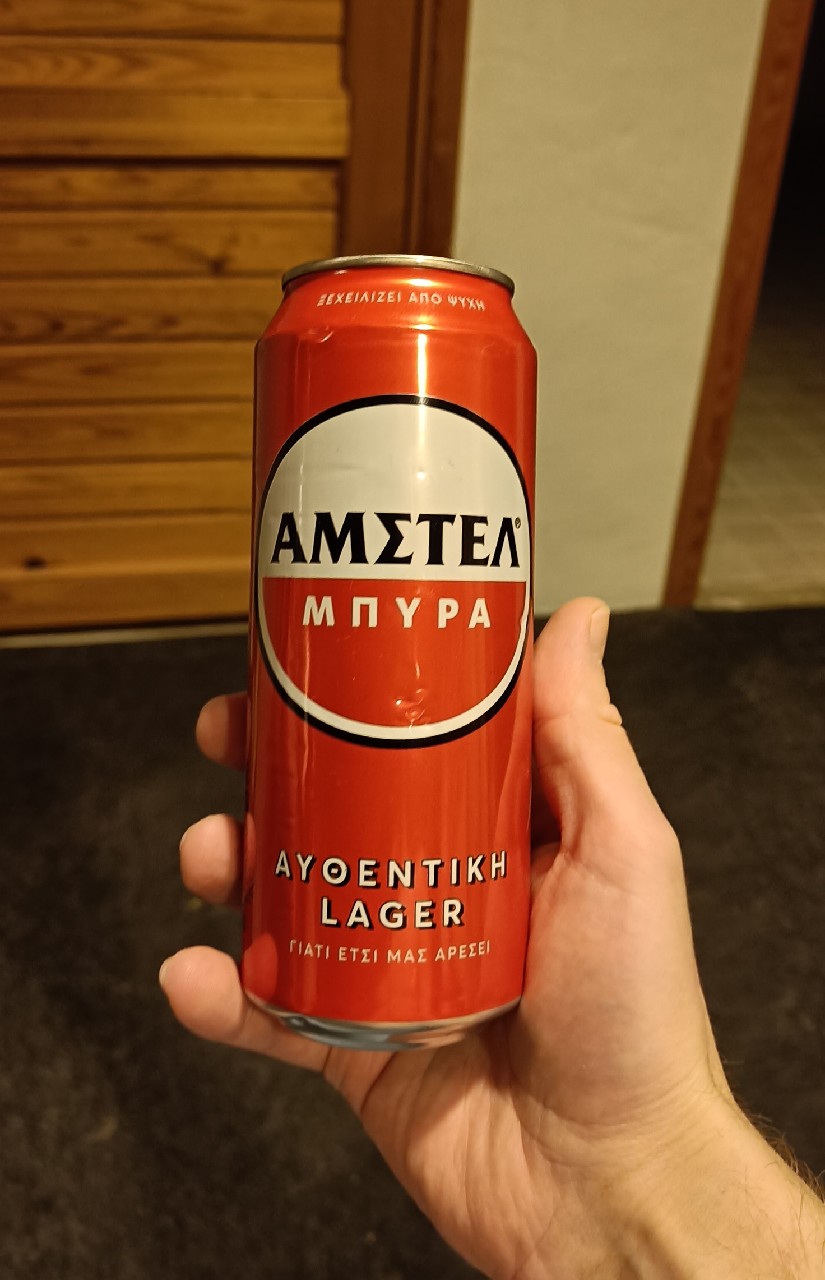 ΞΕΧΕΙΛΙΖΕΙ ΑΠΟ ΨΥΧΗ
ΑΜΣΤΕΛ®
ΜΠΥΡΑ
ΑΥΘΕΝΤΙΚΗ
LAGER
ΓΙΑΤΙ ΕΤΣΙ ΜΑΣ ΑΡΕΣΕΙ